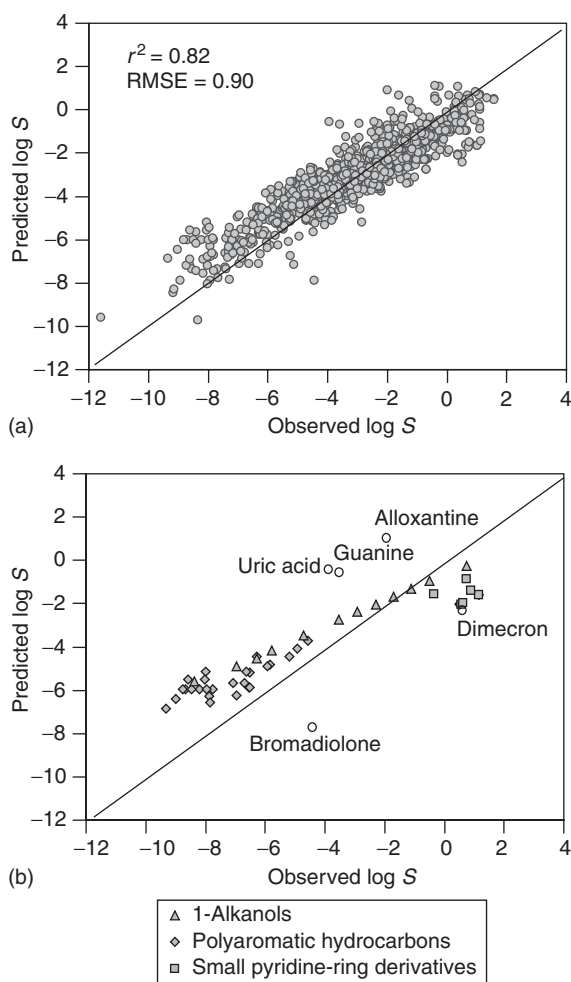 4
2
0
−2
−4
−6
−8
−10
−12
Predicted log S
r² = 0.82
RMSE = 0.90
−12 −10 −8 −6 −4 −2 0 2 4
(a) Observed log S
4
2
0
−2
−4
−6
−8
−10
−12
Predicted log S
Alloxantine
Uric acid Guanine
Dimecron
Bromadiolone
−12 −10 −8 −6 −4 −2 0 2 4
(b) Observed log S
1-Alkanols
Polyaromatic hydrocarbons
Small pyridine-ring derivatives